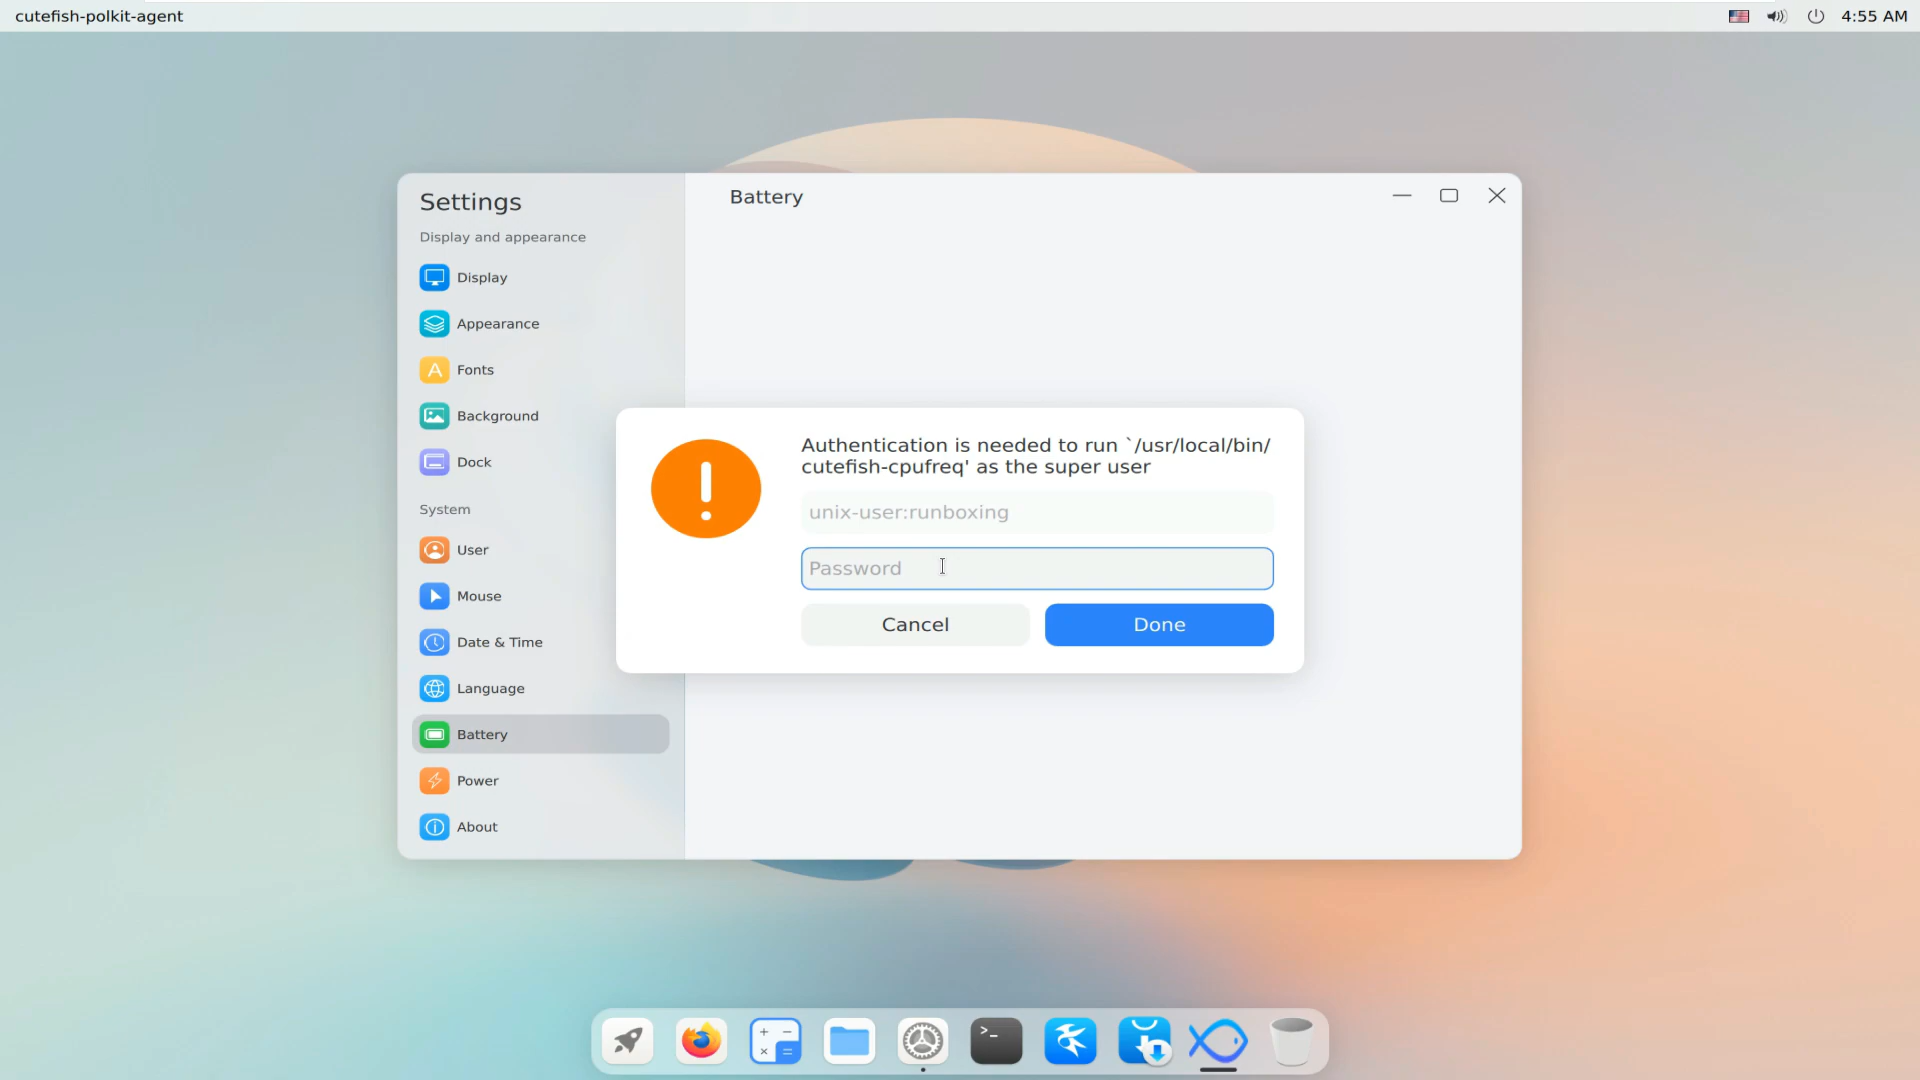 cutefish-polkit-agent
4:55 AM
Settings
Battery
Display and appearance
Display
Appearance
Fonts
Background
Dock
System
User
Mouse
Date & Time
Language
Battery
Power
About
Authentication is needed to run `/usr/local/bin/
cutefish-cpufreq' as the super user
unix-user:runboxing
Password
Cancel
Done
>_